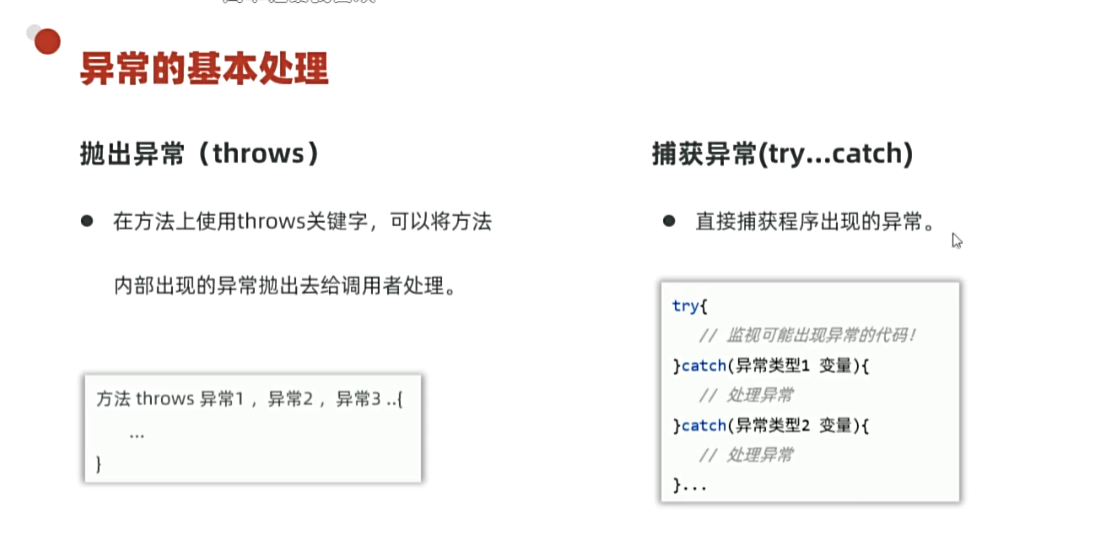 异常的基本处理
抛出异常（throws）
● 在方法上使用throws关键字，可以将方法
内部出现的异常抛出去给调用者处理。
方法 throws 异常1 ，异常2 ，异常3 ..{
...
}
捕获异常(try...catch)
● 直接捕获程序出现的异常。
try{
// 监视可能出现异常的代码！
}catch(异常类型1 变量){
// 处理异常
}catch(异常类型2 变量){
// 处理异常
}...